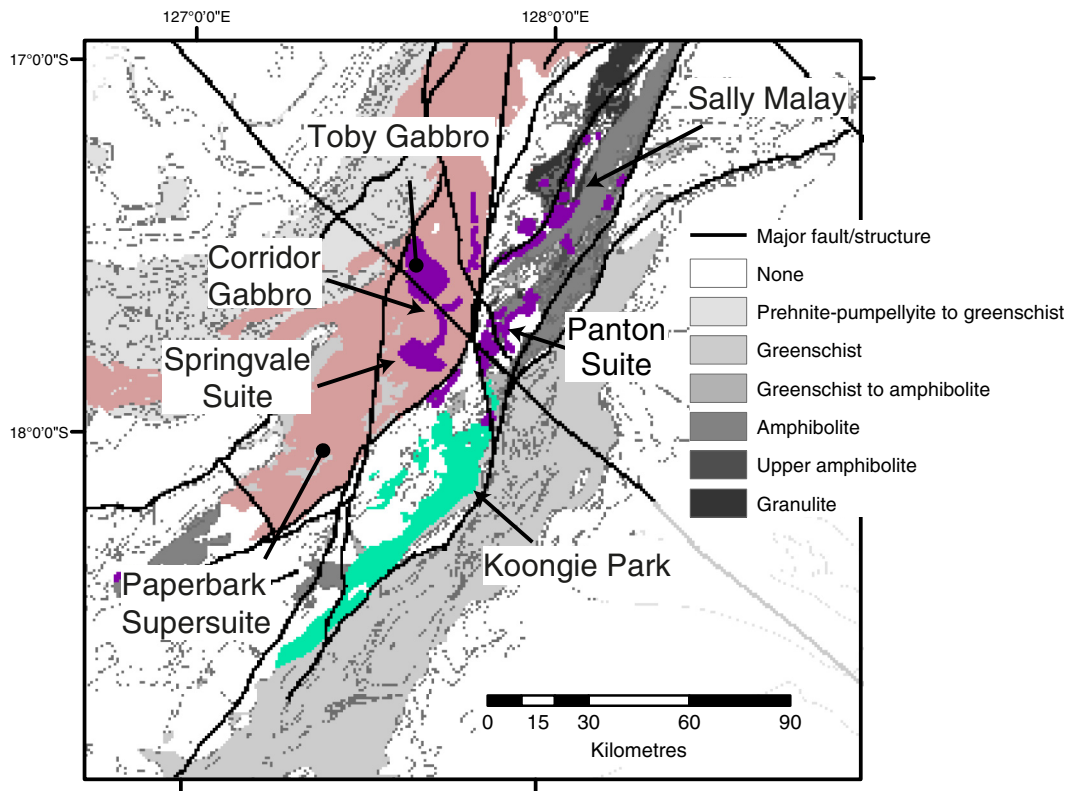 127°0'0"E
128°0'0"E
17°0'0"S
Sally Malay
Toby Gabbro
Corridor
Gabbro
Springvale
Suite
Panton
Suite
18°0'0"S
Koongie Park
Paperbark
Supersuite
Major fault/structure
None
Prehnite-pumpellyite to greenschist
Greenschist
Greenschist to amphibolite
Amphibolite
Upper amphibolite
Granulite
0 15 30 60 90
Kilometres